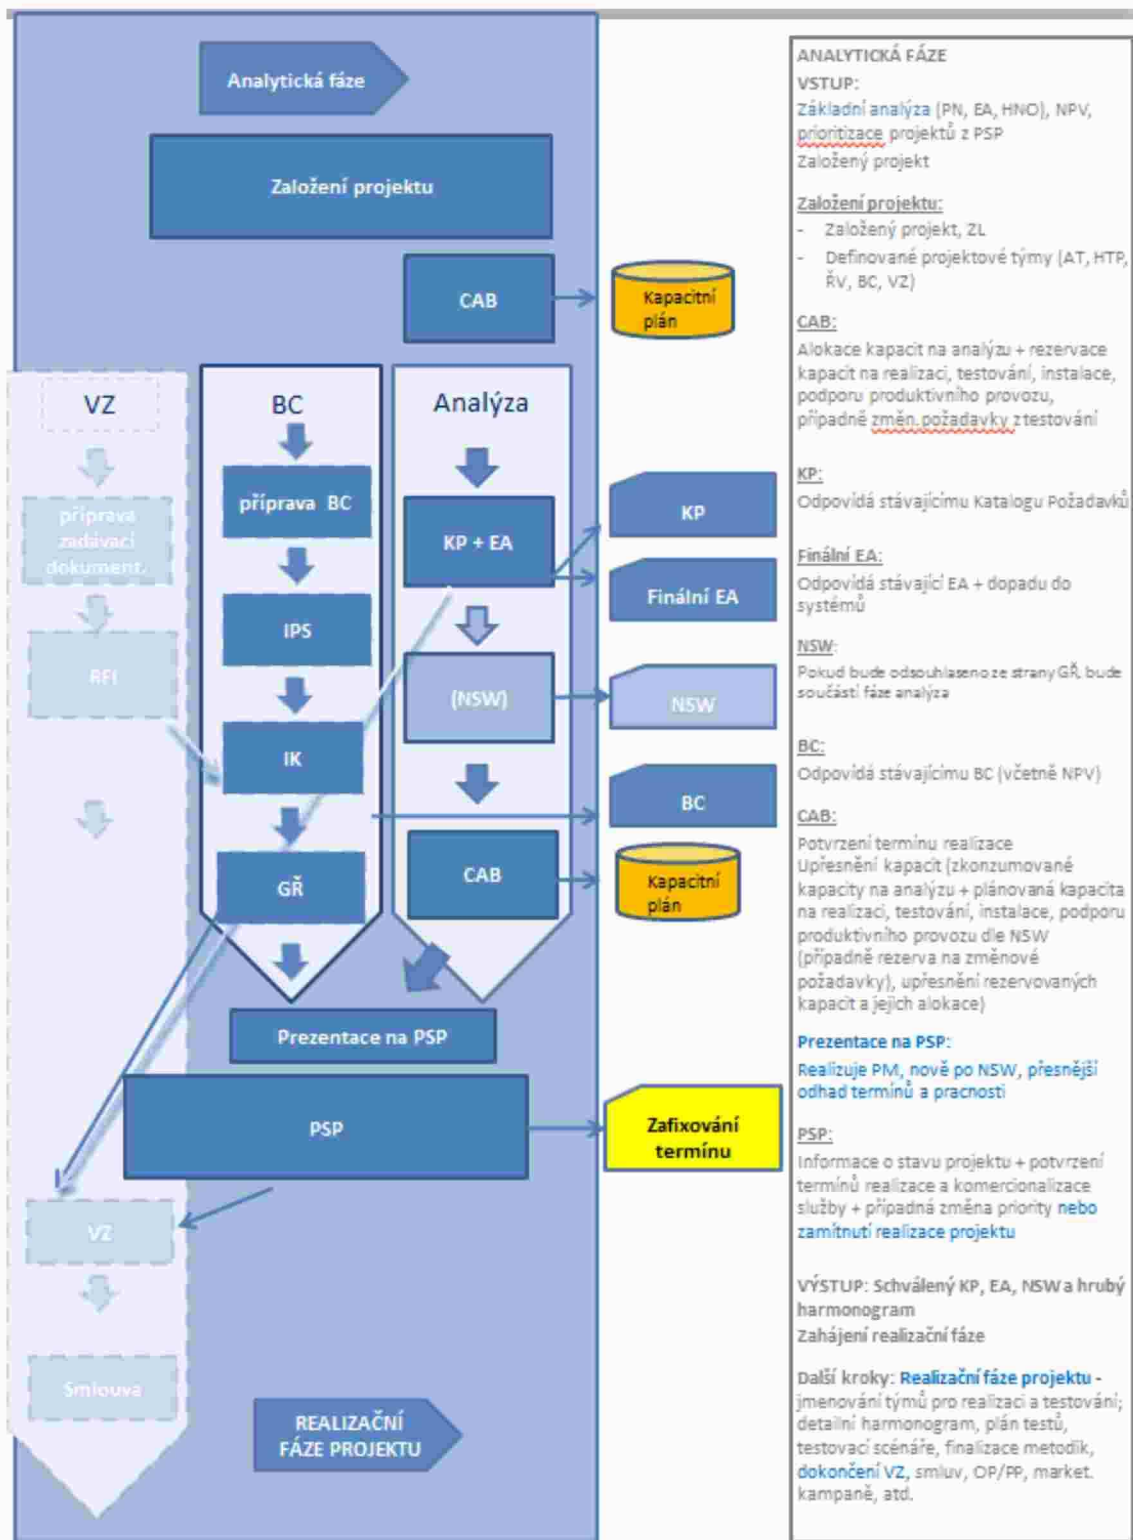 Analytická fáze
Založení projektu
CAB
Kapacitní
plán
VZ
BC
Analýza
příprava
zadávací
dokument.
příprava BC
KP + EA
KP
Finální EA
RFI
IPS
(NSW)
NSW
IK
BC
GŘ
CAB
Kapacitní
plán
Prezentace na PSP
PSP
Zafixování
termínu
VZ
Smlouva
REALIZAČNÍ
FÁZE PROJEKTU
ANALYTICKÁ FÁZE
VSTUP:
Základní analýza (PN, EA, HNO), NPV,
prioritizace projektů z PSP
Založený projekt
Založení projektu:
- Založený projekt, ZL
- Definované projektové týmy (AT, HTP,
ŘV, BC, VZ)
CAB:
Alokace kapacit na analýzu + rezervace
kapacit na realizaci, testování, instalace,
podporu produktivního provozu,
případně změn.požadavky z testování
KP:
Odpovídá stávajícímu Katalogu Požadavků
Finální EA:
Odpovídá stávající EA + dopadu do
systémů
NSW:
Pokud bude odsouhlaseno ze strany GŘ, bude
součástí fáze analýza
BC:
Odpovídá stávajícímu BC (včetně NPV)
CAB:
Potvrzení termínu realizace
Upřesnění kapacit (zkonzumované
kapacity na analýzu + plánovaná kapacita
na realizaci, testování, instalace, podporu
produktivního provozu dle NSW
(případně rezerva na změnové
požadavky), upřesnění rezervovaných
kapacit a jejich alokace)
Prezentace na PSP:
Realizuje PM, nově po NSW, přesnější
odhad termínů a pracnosti
PSP:
Informace o stavu projektu + potvrzení
termínů realizace a komercionalizace
služby + případná změna priority nebo
zamítnutí realizace projektu
VÝSTUP: Schválený KP, EA, NSW a hrubý
harmonogram
Zahájení realizační fáze
Další kroky: Realizační fáze projektu -
jmenování týmů pro realizaci a testování;
detailní harmonogram, plán testů,
testovací scénáře, finalizace metodik,
dokončení VZ, smluv, OP/PP, market.
kampaně, atd.